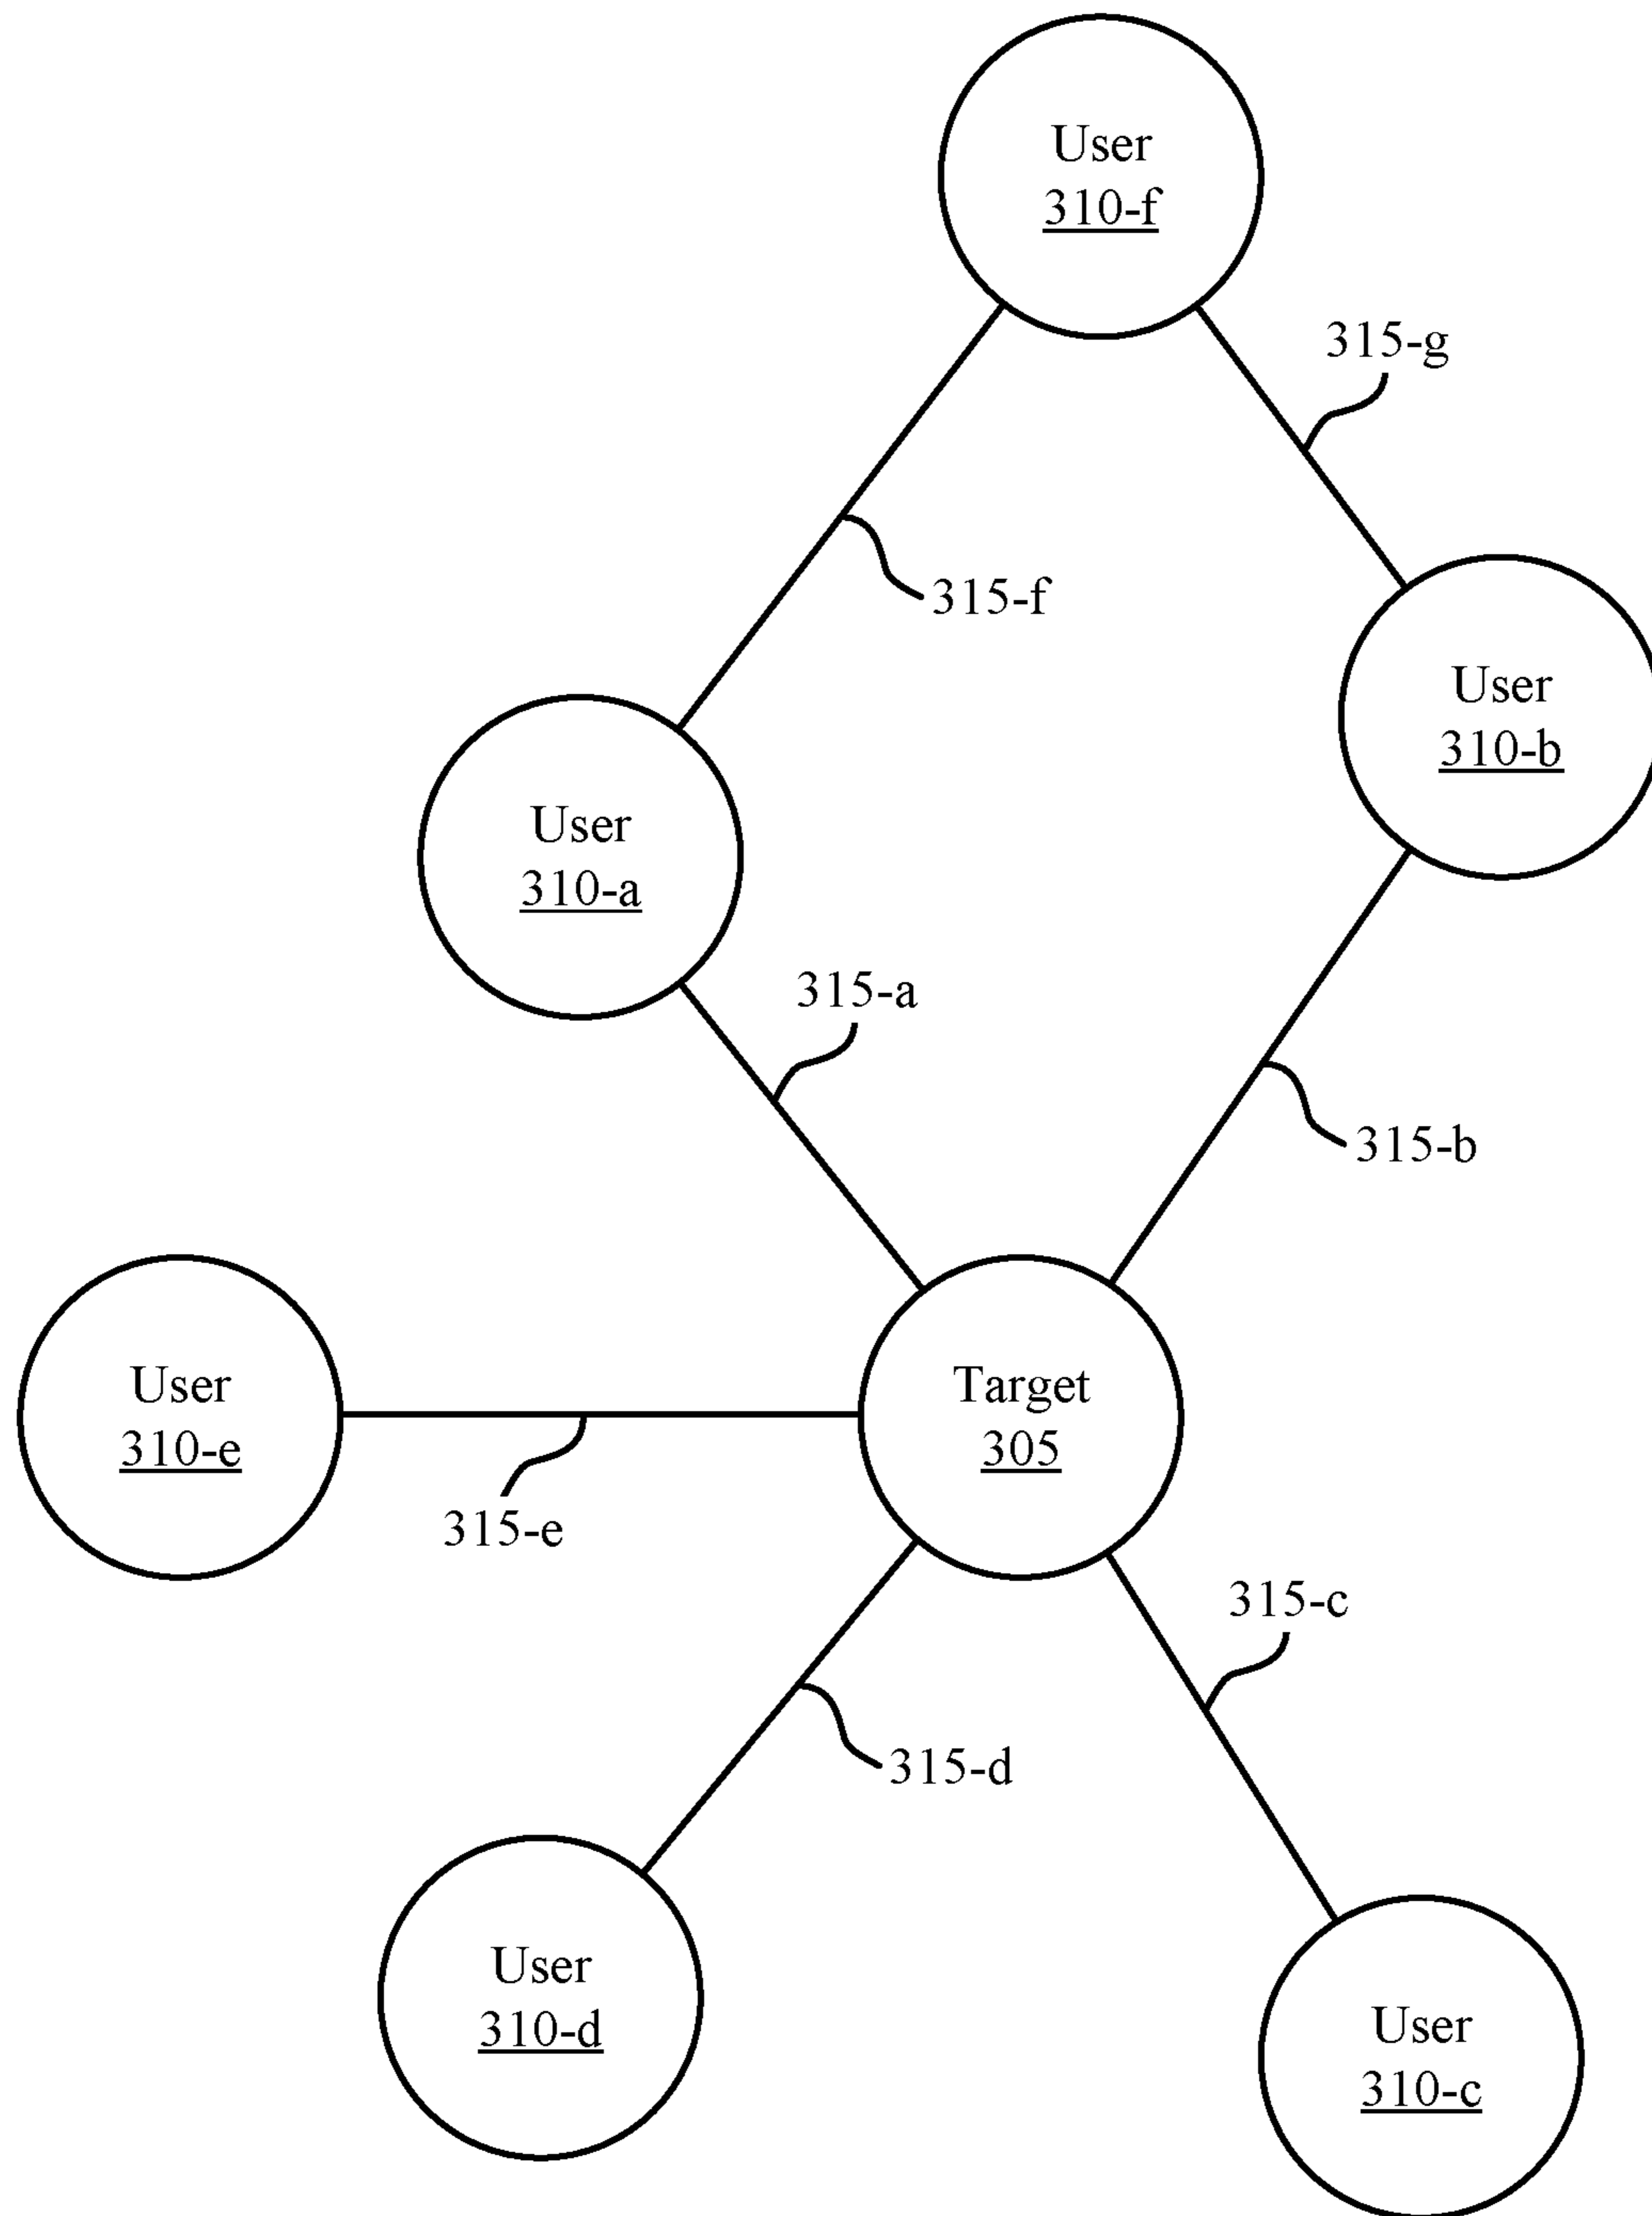 User
310-f
315-g
315-f
User
310-b
User
310-a
315-a
315-b
User
310-e
Target
305
315-e
315-c
315-d
User
310-d
User
310-c